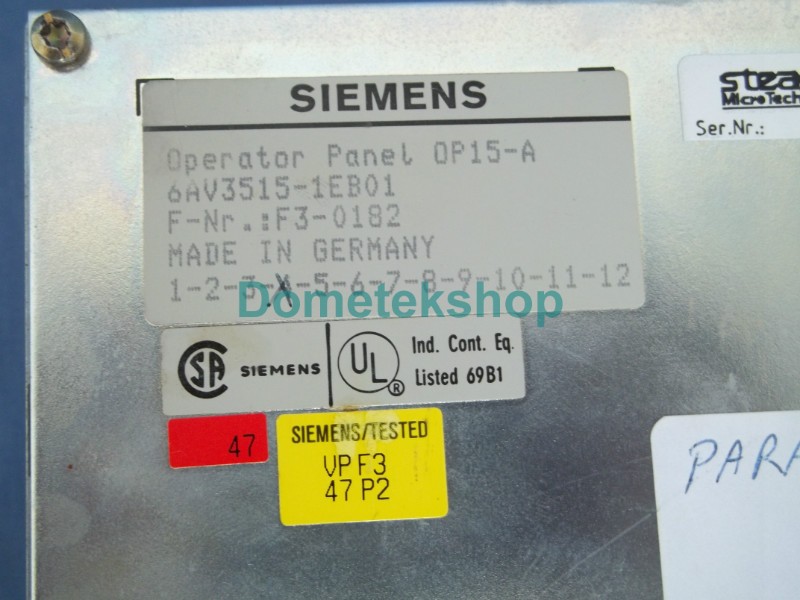 SIEMENS
Operator Panel OP15-A
6AV3515-1EB01
F-Nr.:F3-0182
MADE IN GERMANY
1-2-3-X-5-6-7-8-9-10-11-12
Dometekshop
Ser.Nr.:
SA SIEMENS
UL ® Ind. Cont. Eq.
Listed 69B1
47
SIEMENS/TESTED
VP F3
47 P2